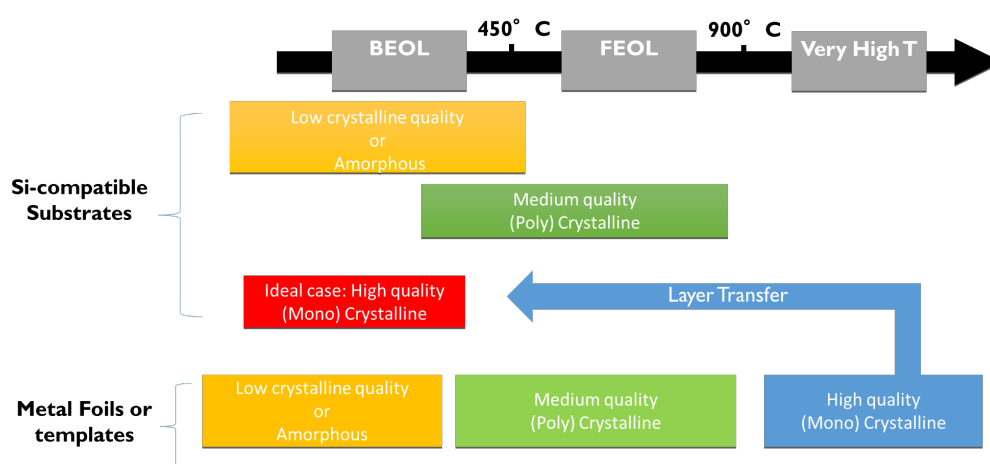 450° C
900° C
BEOL
FEOL
Very High T
Low crystalline quality
or
Amorphous
Si-compatible
Substrates
Medium quality
(Poly) Crystalline
Ideal case: High quality
(Mono) Crystalline
Layer Transfer
Metal Foils or
templates
Low crystalline quality
or
Amorphous
Medium quality
(Poly) Crystalline
High quality
(Mono) Crystalline